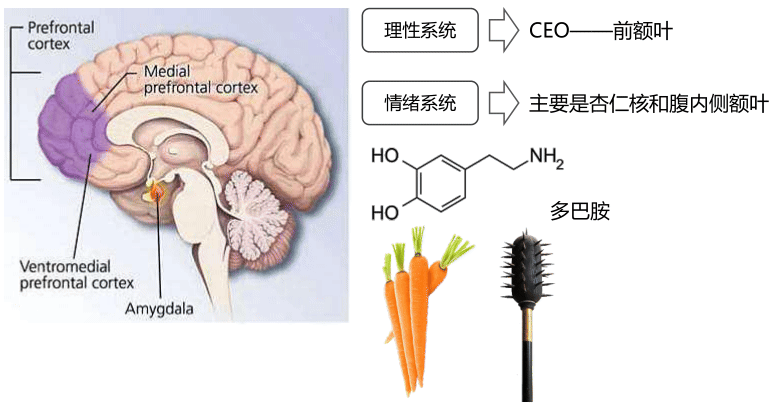 Prefrontal
cortex
Medial
prefrontal cortex
Ventromedial
prefrontal cortex
Amygdala
理性系统
CEO——前额叶
情绪系统
主要是杏仁核和腹内侧额叶
HO
NH2
HO
多巴胺